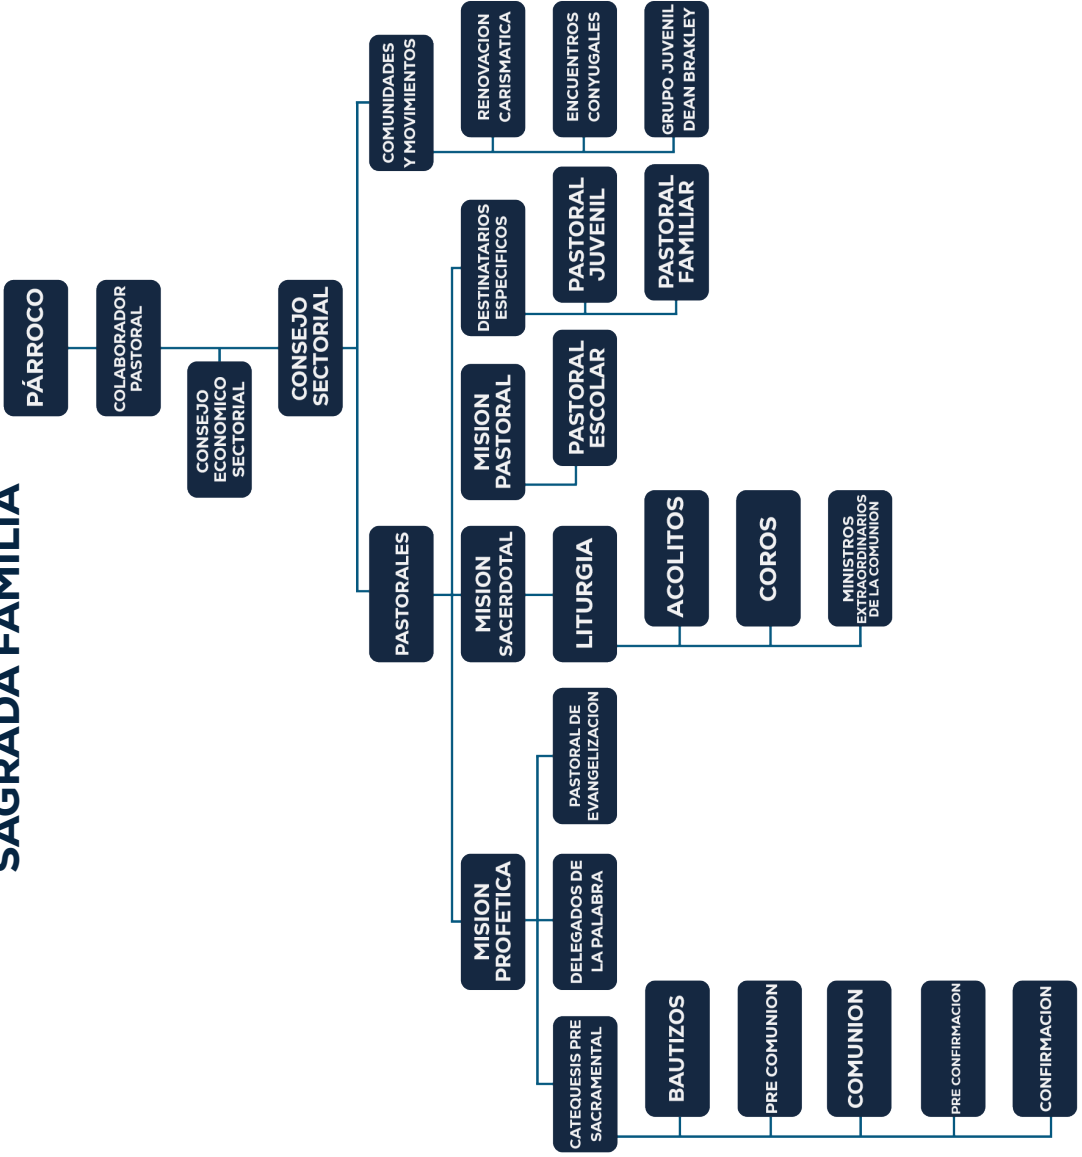 SAGRADA FAMILIA
PÁRROCO
COLABORADOR
PASTORAL
CONSEJO
ECONOMICO
SECTORIAL
CONSEJO
SECTORIAL
PASTORALES
COMUNIDADES
Y MOVIMIENTOS
MISION
PROFETICA
MISION
SACERDOTAL
MISION
PASTORAL
DESTINATARIOS
ESPECIFICOS
RENOVACION
CARISMATICA
CATEQUESIS PRE
SACRAMENTAL
DELEGADOS DE
LA PALABRA
PASTORAL DE
EVANGELIZACION
LITURGIA
PASTORAL
ESCOLAR
PASTORAL
JUVENIL
ENCUENTROS
CONYUGALES
BAUTIZOS
ACOLITOS
PASTORAL
FAMILIAR
GRUPO JUVENIL
DEAN BRAKLEY
PRE COMUNION
COROS
COMUNION
MINISTROS
EXTRAORDINARIOS
DE LA COMUNION
PRE CONFIRMACION
CONFIRMACION